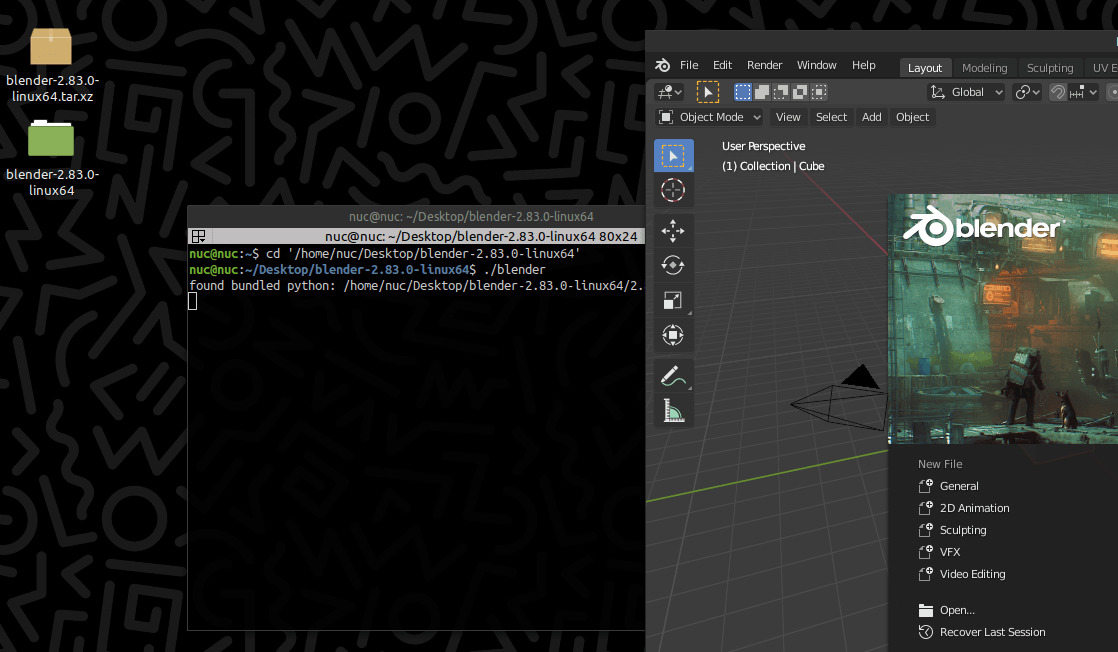 blender-2.83.0-
linux64.tar.xz
blender-2.83.0-
linux64
nuc@nuc: ~/Desktop/blender-2.83.0-linux64
nuc@nuc: ~/Desktop/blender-2.83.0-linux64 80x24
nuc@nuc:~$ cd '/home/nuc/Desktop/blender-2.83.0-linux64'
nuc@nuc:~/Desktop/blender-2.83.0-linux64$ ./blender
found bundled python: /home/nuc/Desktop/blender-2.83.0-linux64/2.
File Edit Render Window Help Layout Modeling Sculpting UV E
Global
Object Mode View Select Add Object
User Perspective
(1) Collection | Cube
blender
New File
General
2D Animation
Sculpting
VFX
Video Editing
Open...
Recover Last Session